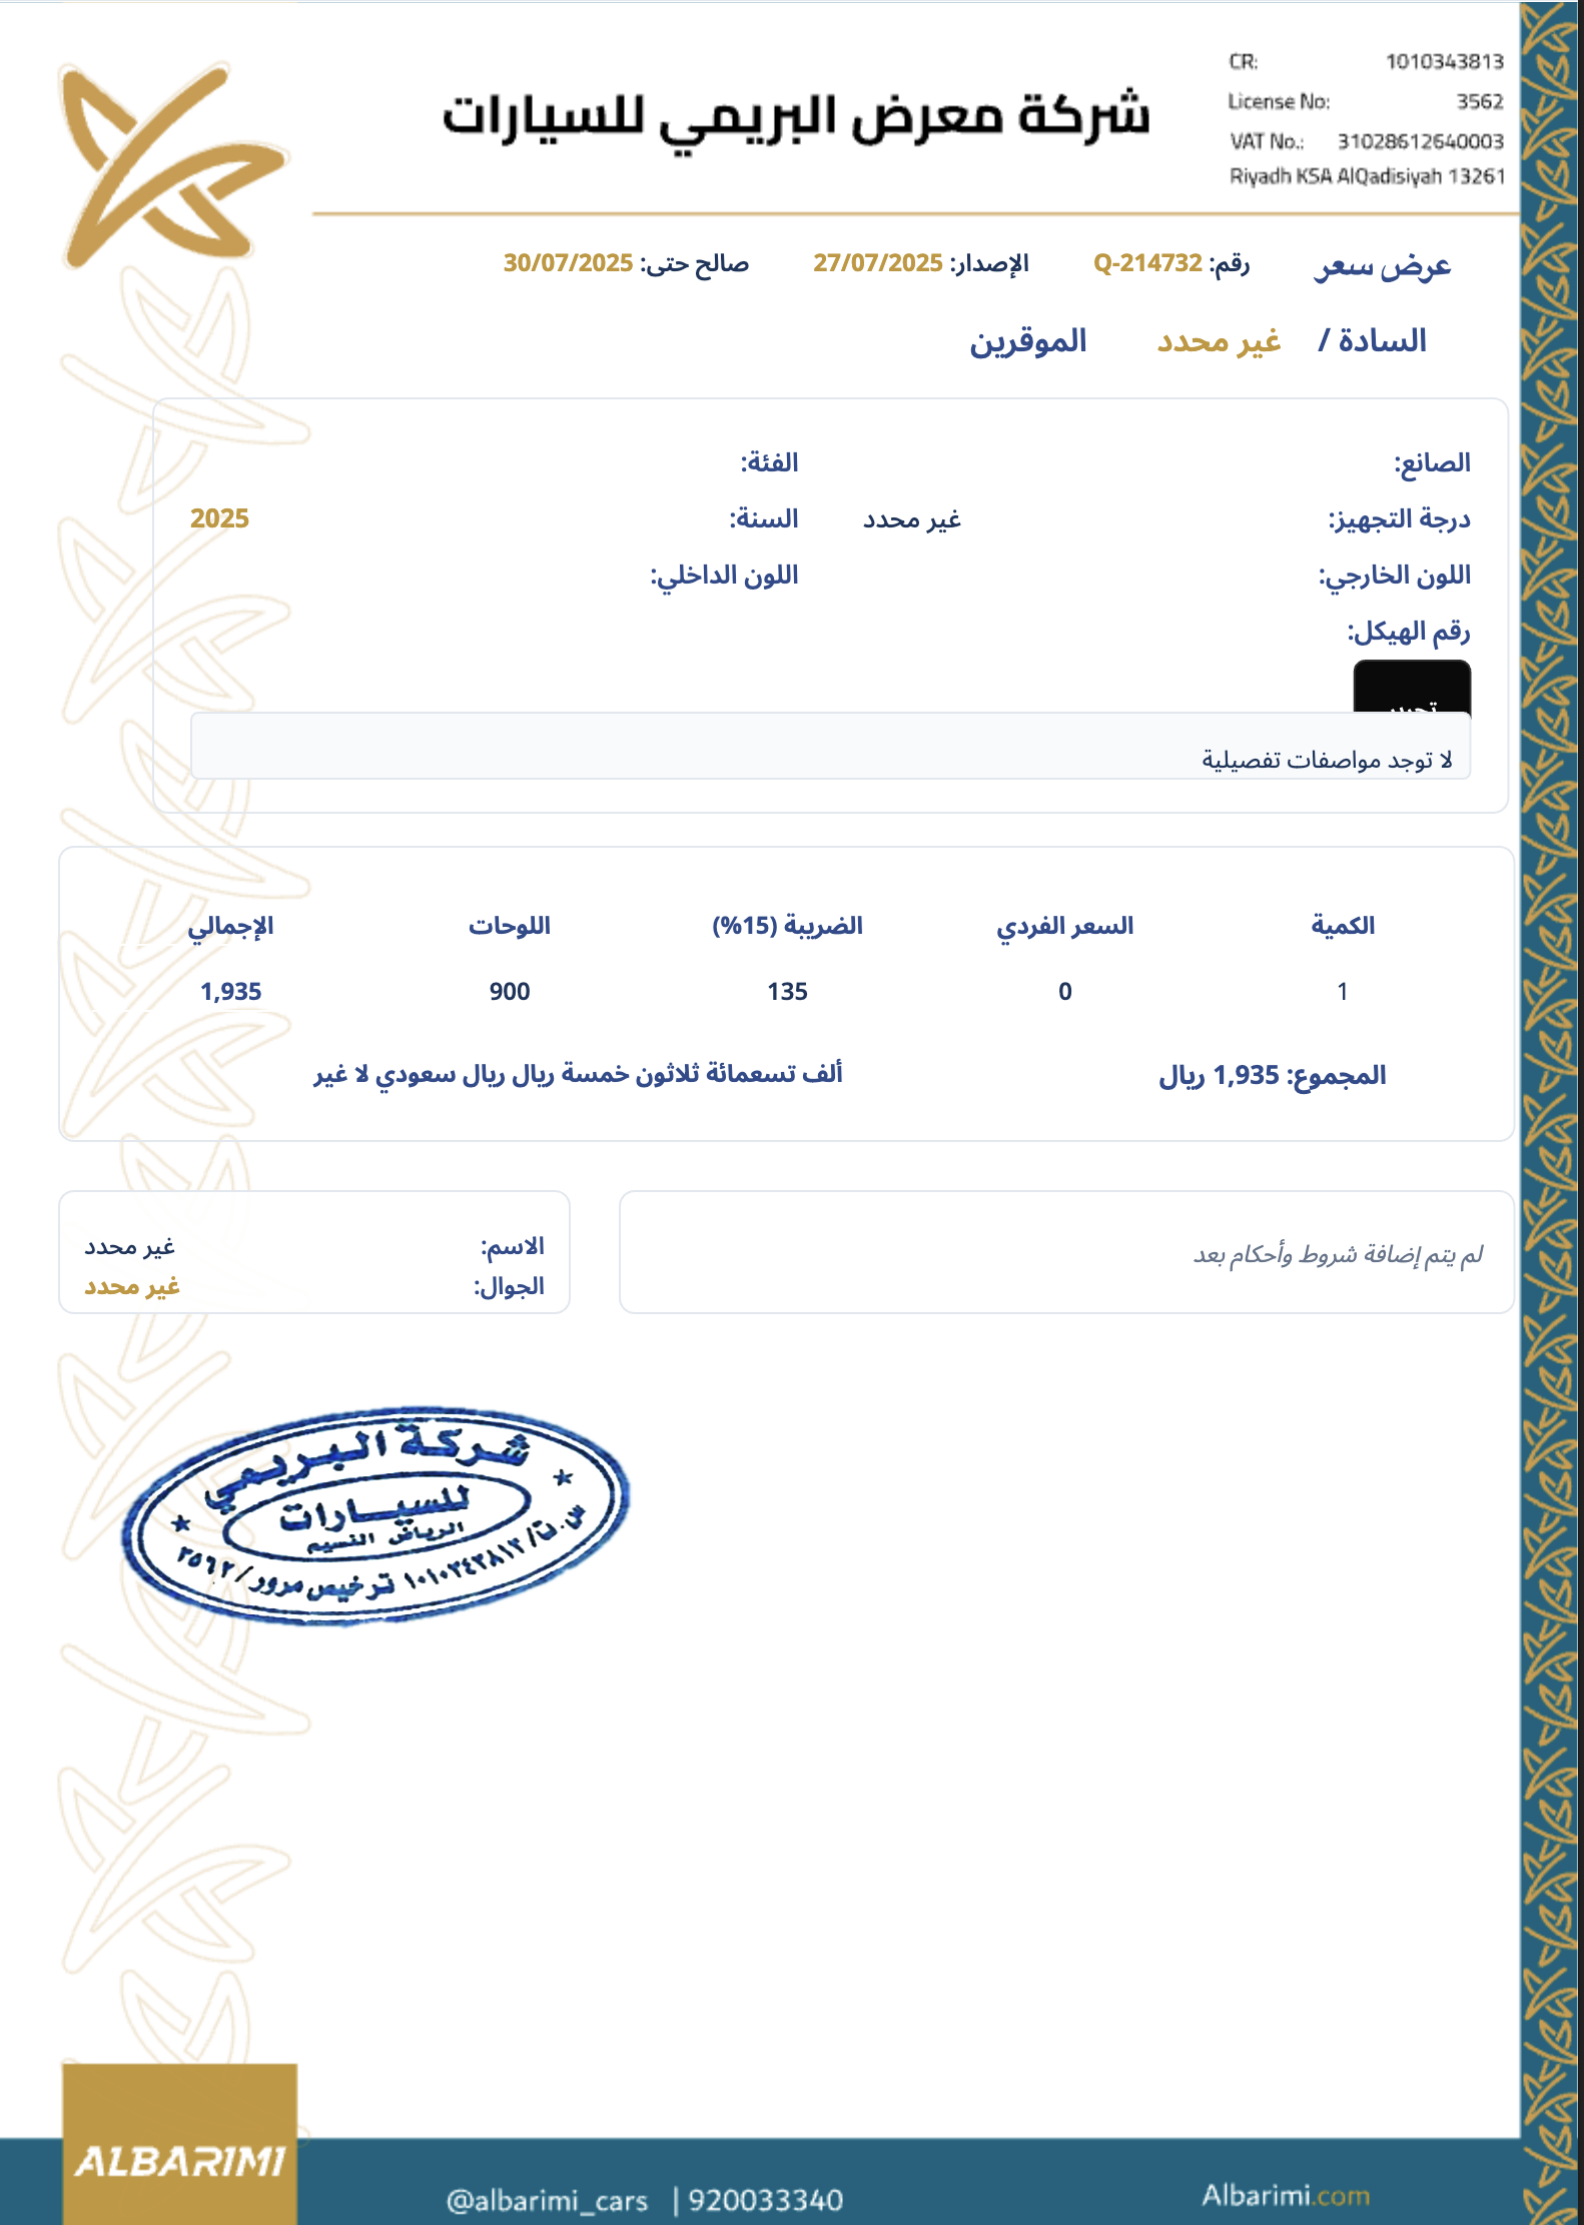 CR: 1010343813
License No: 3562
VAT No.: 31028612640003
Riyadh KSA AlQadisiyah 13261
شركة معرض البريمي للسيارات
عرض سعر رقم: Q-214732 الإصدار: 27/07/2025 صالح حتى: 30/07/2025
السادة / غير محدد الموقرين
الصانع: الفئة:
درجة التجهيز: غير محدد السنة: 2025
اللون الخارجي: اللون الداخلي:
رقم الهيكل:
لا توجد مواصفات تفصيلية
الكمية السعر الفردي الضريبة (15%) اللوحات الإجمالي
1 0 135 900 1,935
المجموع: 1,935 ريال ألف تسعمائة ثلاثون خمسة ريال ريال سعودي لا غير
لم يتم إضافة شروط وأحكام بعد
الاسم: غير محدد
الجوال: غير محدد
شركة البريمي
للسيارات
الرياض النسيم
س.ت/ ١٠١٠٣٤٣٨١٣ ترخيص مرور/ ٣٥٦٢
ALBARIMI
@albarimi_cars | 920033340
Albarimi.com